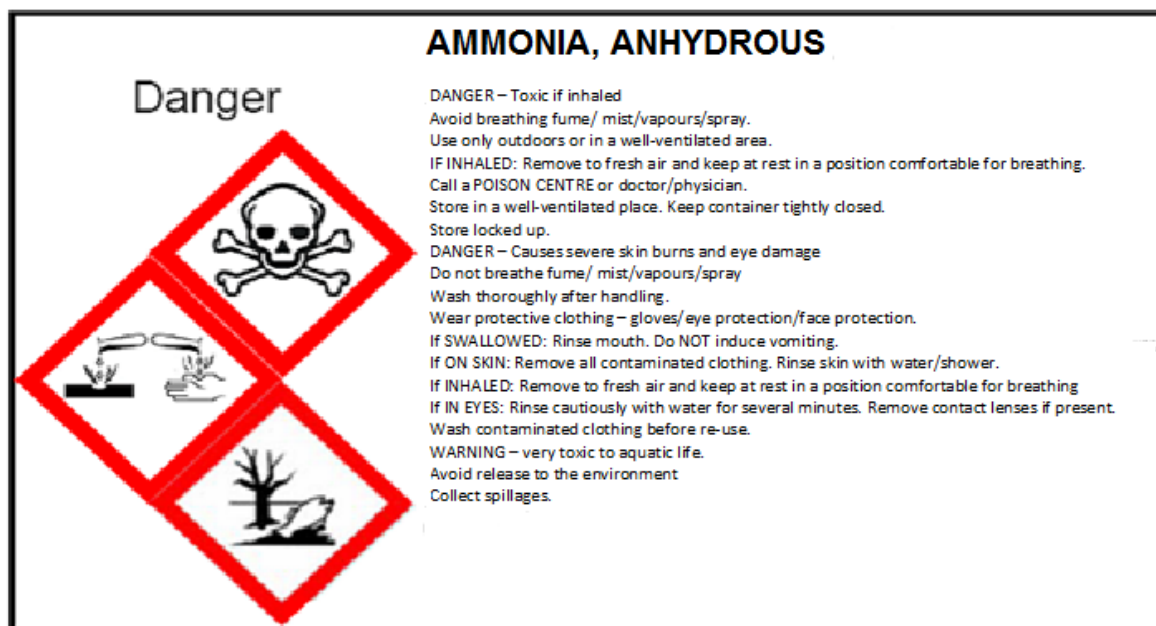 AMMONIA, ANHYDROUS
Danger
DANGER – Toxic if inhaled
Avoid breathing fume/ mist/vapours/spray.
Use only outdoors or in a well-ventilated area.
IF INHALED: Remove to fresh air and keep at rest in a position comfortable for breathing.
Call a POISON CENTRE or doctor/physician.
Store in a well-ventilated place. Keep container tightly closed.
Store locked up.
DANGER – Causes severe skin burns and eye damage
Do not breathe fume/ mist/vapours/spray
Wash thoroughly after handling.
Wear protective clothing – gloves/eye protection/face protection.
If SWALLOWED: Rinse mouth. Do NOT induce vomiting.
If ON SKIN: Remove all contaminated clothing. Rinse skin with water/shower.
If INHALED: Remove to fresh air and keep at rest in a position comfortable for breathing
If IN EYES: Rinse cautiously with water for several minutes. Remove contact lenses if present.
Wash contaminated clothing before re-use.
WARNING – very toxic to aquatic life.
Avoid release to the environment
Collect spillages.